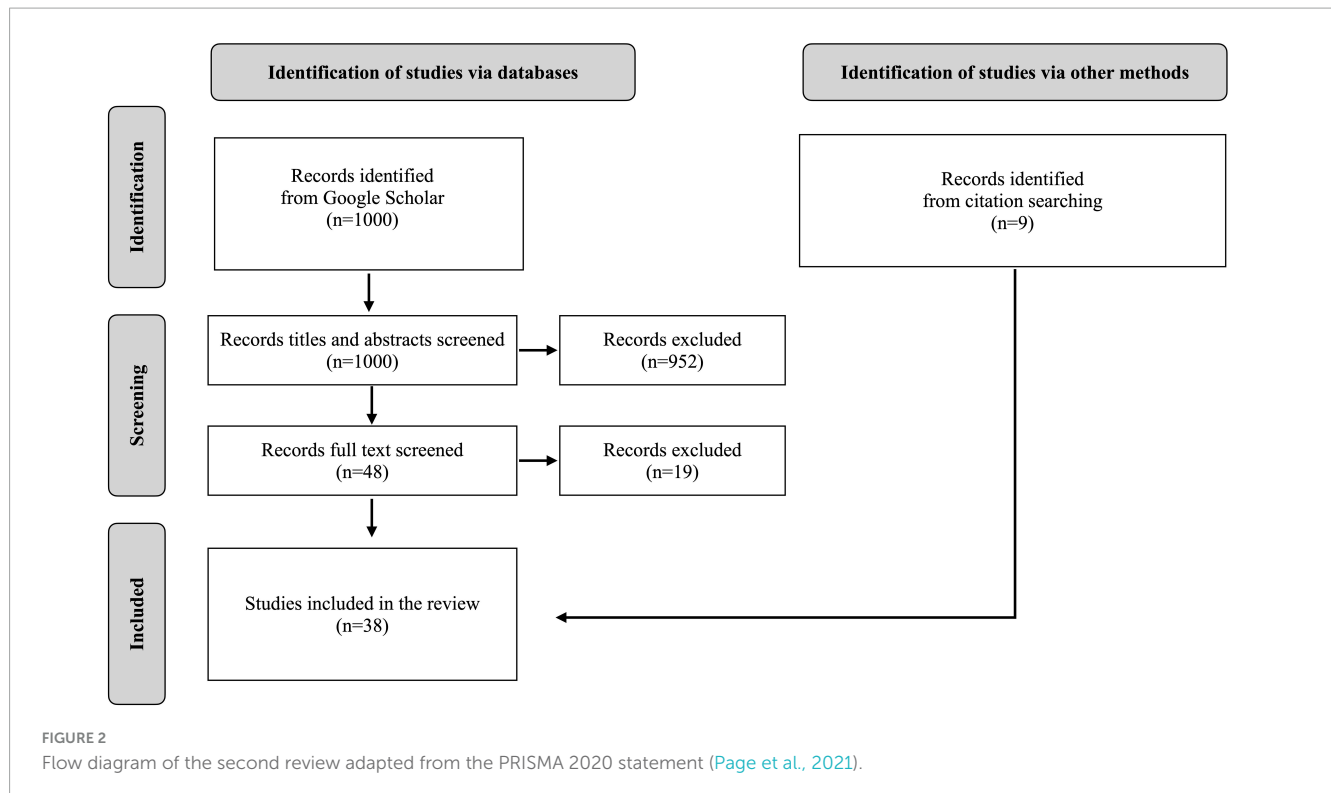 Identification of studies via databases
Identification of studies via other methods
Identification
Records identified
from Google Scholar
(n=1000)
Records identified
from citation searching
(n=9)
Screening
Records titles and abstracts screened
(n=1000)
Records excluded
(n=952)
Records full text screened
(n=48)
Records excluded
(n=19)
Included
Studies included in the review
(n=38)
FIGURE 2
Flow diagram of the second review adapted from the PRISMA 2020 statement (Page et al., 2021).